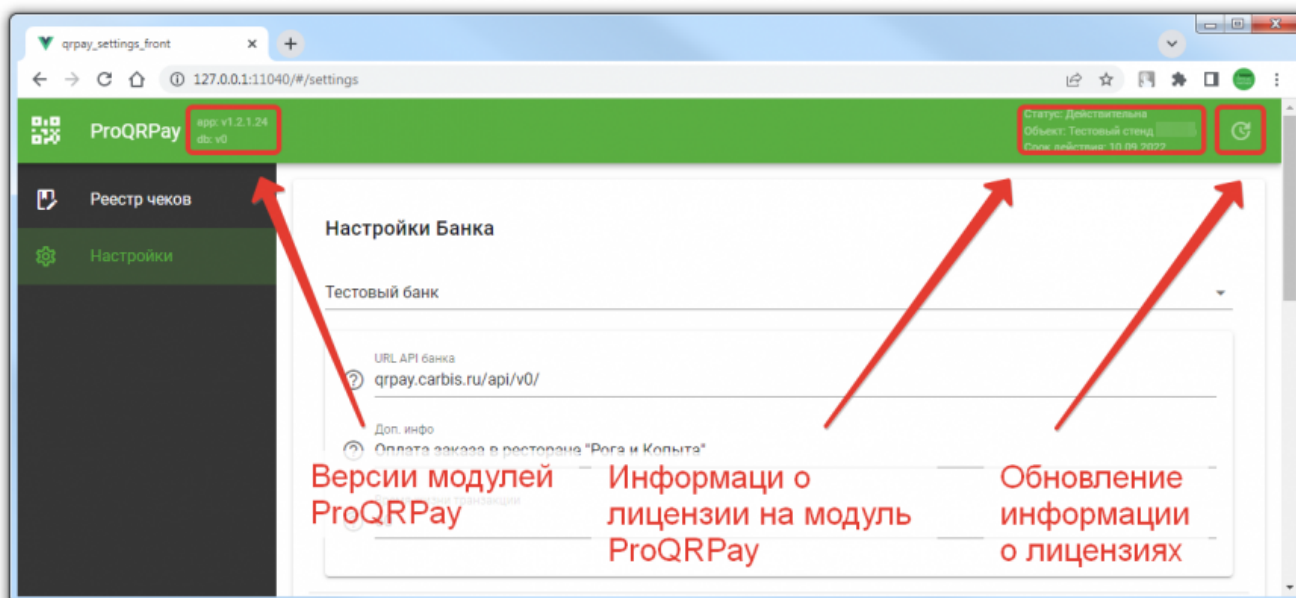 qrpay_settings_front
127.0.0.1:11040/#/settings
ProQRPay
app: v1.2.1.24
db: v0
Статус: Действительна
Объект: Тестовый стенд
Срок действия: 10.09.2022
Реестр чеков
Настройки
Настройки Банка
Тестовый банк
URL API банка
qrpay.carbis.ru/api/v0/
Доп. инфо
Оплата заказа в ресторане "Рога и Копыта"
Версии модулей
ProQRPay
Информаци о
лицензии на модуль
ProQRPay
Обновление
информации
о лицензиях